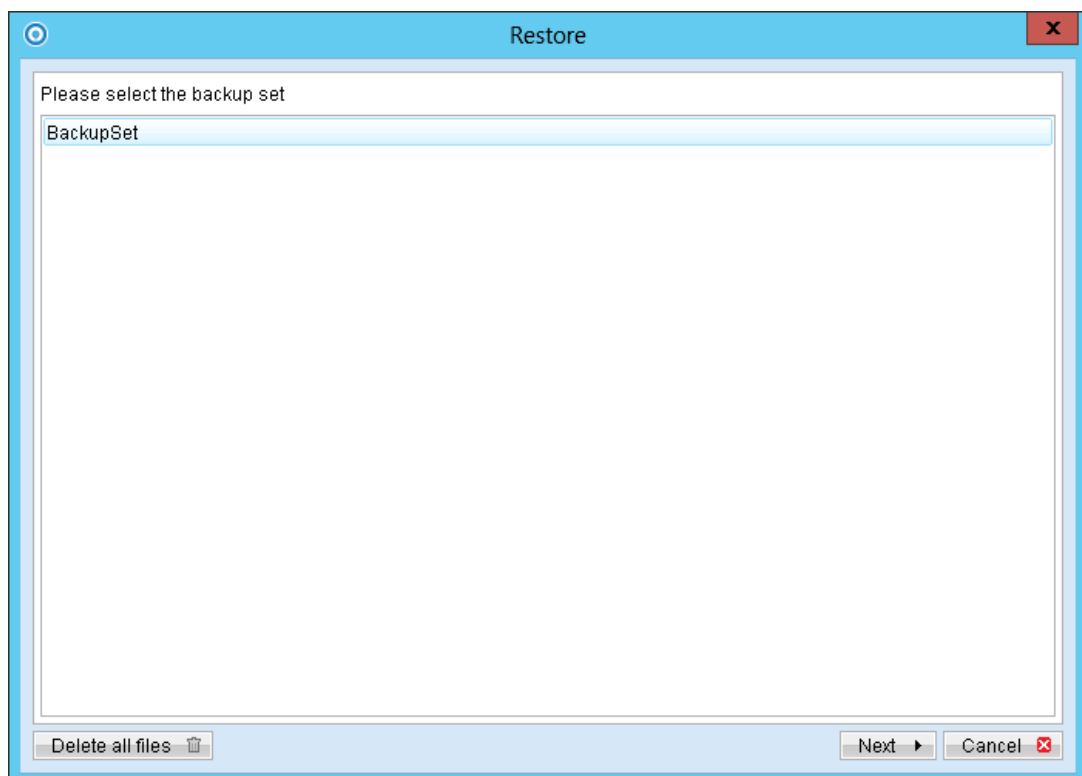 Restore
x
Please select the backup set
BackupSet
Delete all files
Next
Cancel